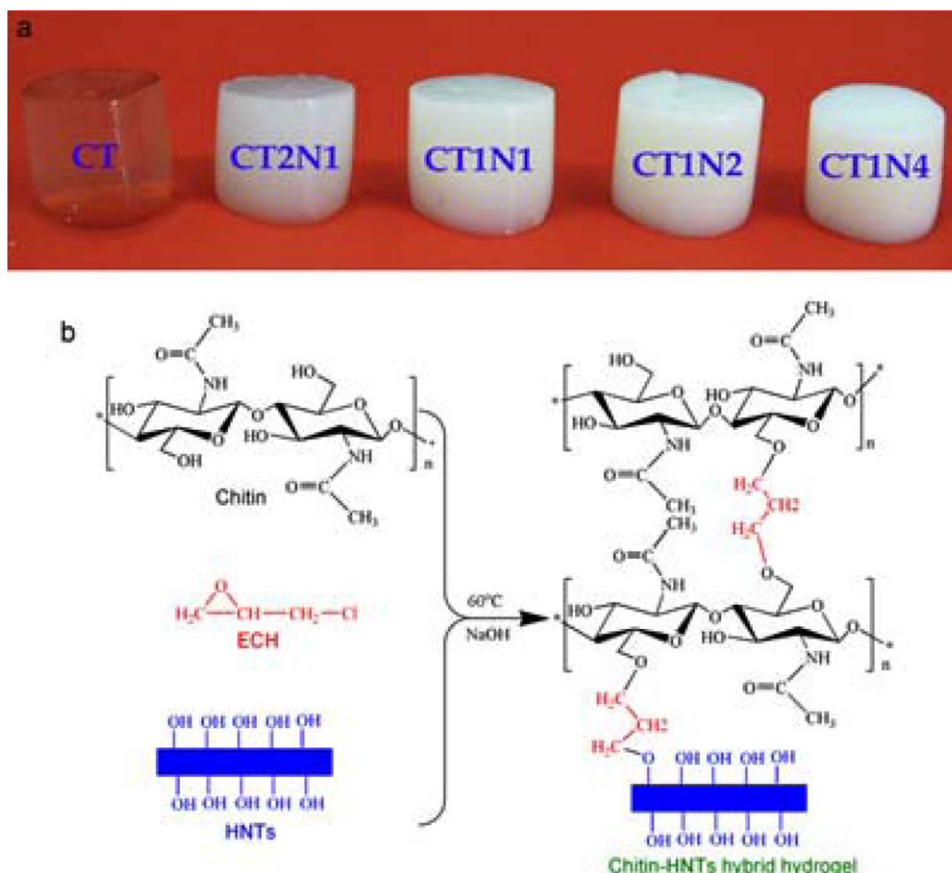 a
CT
CT2N1
CT1N1
CT1N2
CT1N4
b
CH₃
O=C
NH
HO
HO
O
O
O
O
HO
OH
NH
n
O=C
CH₃
Chitin
O
H₂C—CH—CH₂—Cl
ECH
OH OH OH OH OH
OH OH OH OH OH
HNTs
60°C
NaOH
CH₃
O
NH
HO
HO
O
O
HO
O
O
HO
NH
O
n
O
H₂C
CH2
H₂C
CH₃
CH₃
O
O
NH
HO
O
O
O
O
HO
NH
n
O
O
CH₃
H₂C
CH2
H₂C
O OH OH OH OH
OH OH OH OH OH
Chitin-HNTs hybrid hydrogel